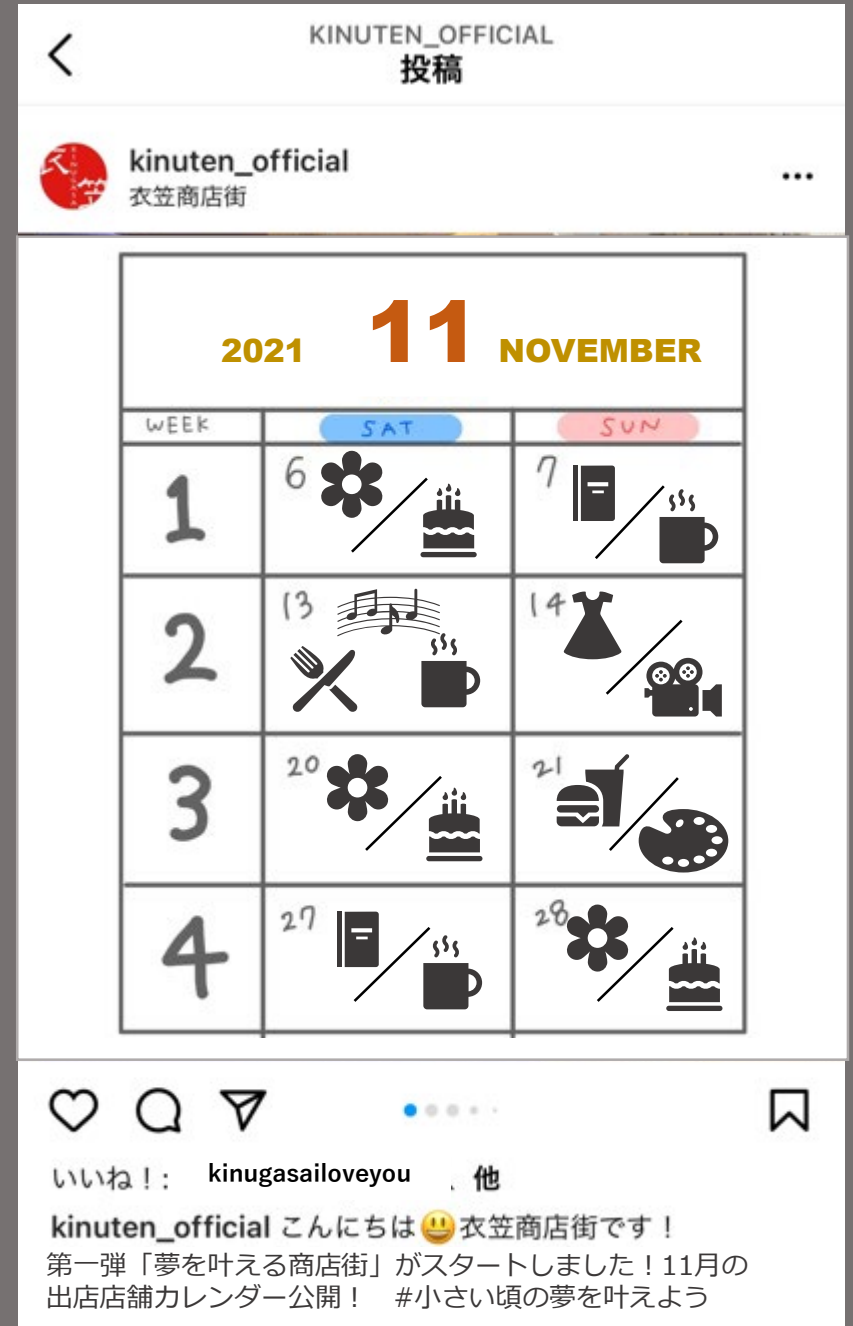 KINUTEN_OFFICIAL
投稿
衣笠
KINUGASA
kinuten_official
衣笠商店街
2021 11 NOVEMBER
WEEK SAT SUN
1 6 7
2 13 14
3 20 21
4 27 28
いいね！: kinugasailoveyou 、他
kinuten_official こんにちは😃衣笠商店街です！
第一弾「夢を叶える商店街」がスタートしました！11月の
出店店舗カレンダー公開！　#小さい頃の夢を叶えよう